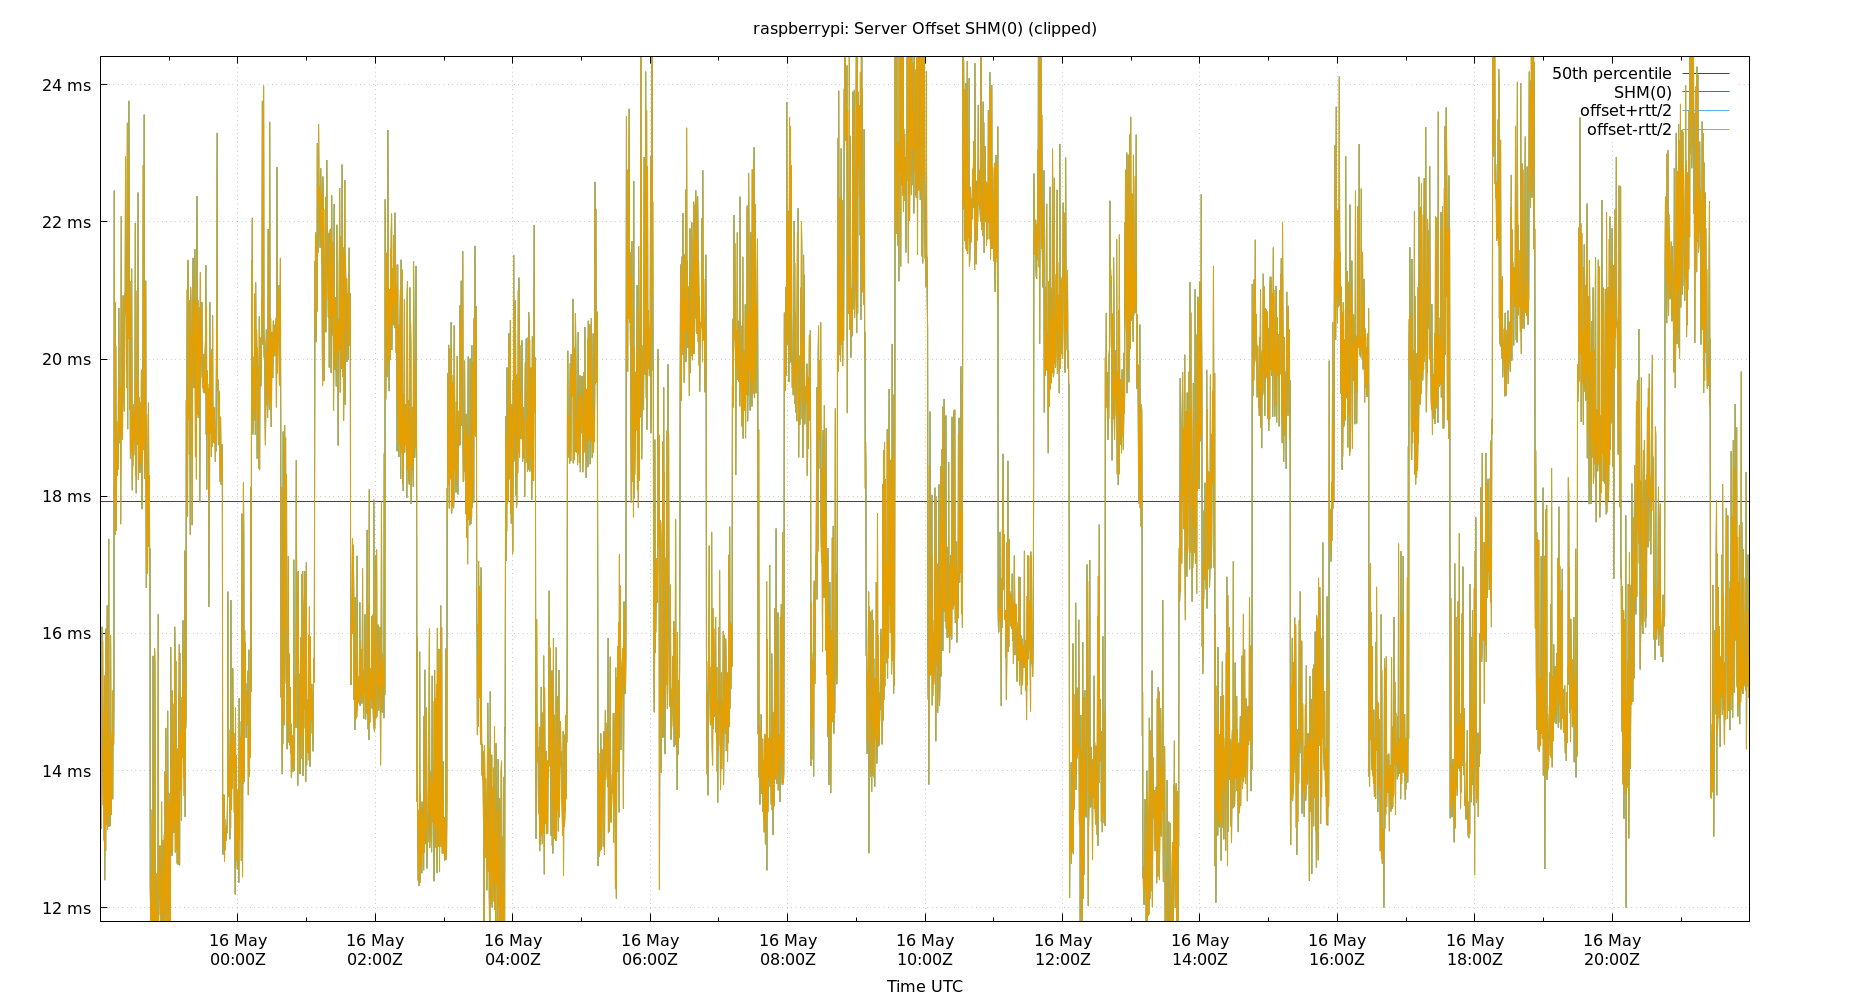 raspberrypi: Server Offset SHM(0) (clipped)
50th percentile
SHM(0)
offset+rtt/2
offset-rtt/2
24 ms
22 ms
20 ms
18 ms
16 ms
14 ms
12 ms
16 May 16 May 16 May 16 May 16 May 16 May 16 May 16 May 16 May 16 May 16 May
00:00Z 02:00Z 04:00Z 06:00Z 08:00Z 10:00Z 12:00Z 14:00Z 16:00Z 18:00Z 20:00Z
Time UTC